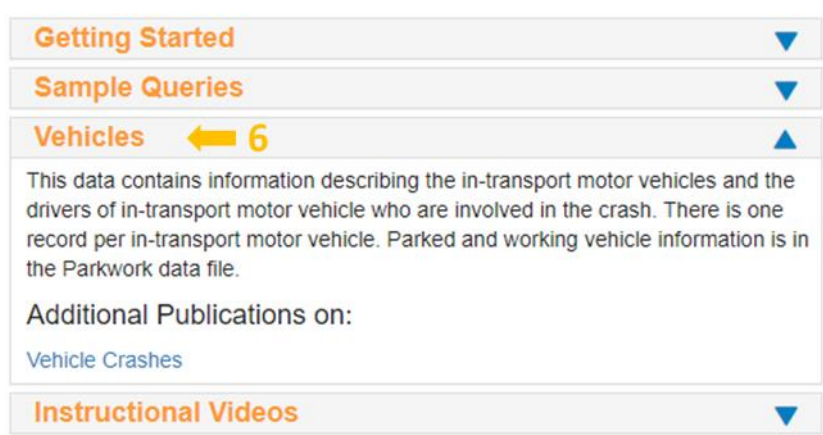 Getting Started
Sample Queries
Vehicles 6
This data contains information describing the in-transport motor vehicles and the
drivers of in-transport motor vehicle who are involved in the crash. There is one
record per in-transport motor vehicle. Parked and working vehicle information is in
the Parkwork data file.
Additional Publications on:
Vehicle Crashes
Instructional Videos